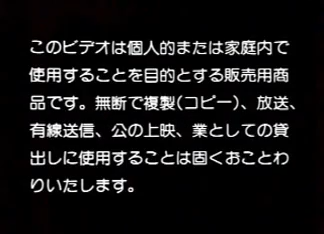 このビデオは個人的または家庭内で
使用することを目的とする販売用商
品です。無断で複製(コピー)、放送、
有線送信、公の上映、業としての貸
出しに使用することは固くおことわ
りいたします。